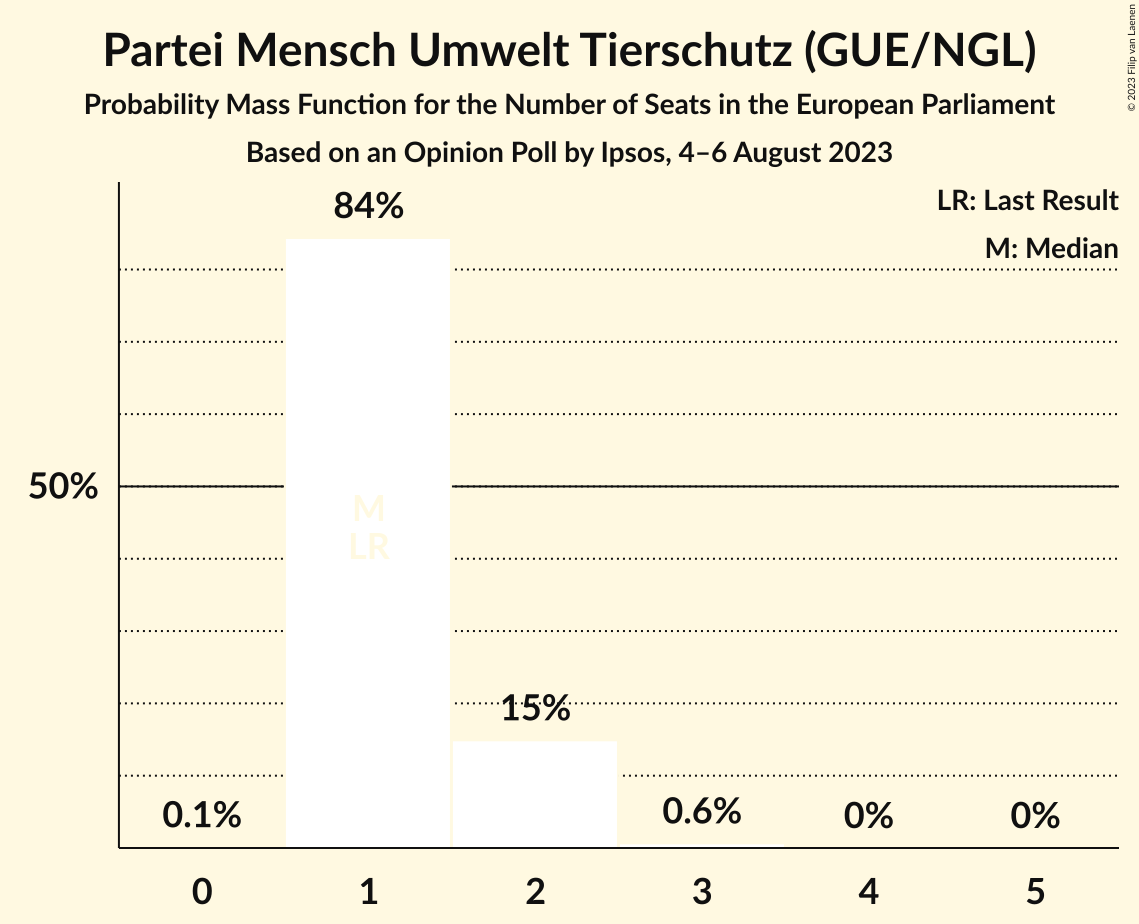 Partei Mensch Umwelt Tierschutz (GUE/NGL)
Probability Mass Function for the Number of Seats in the European Parliament
Based on an Opinion Poll by Ipsos, 4–6 August 2023
© 2023 Filip van Laenen
LR: Last Result
M: Median
84%
50%
M
LR
15%
0.1%
0.6%
0%
0%
0
1
2
3
4
5